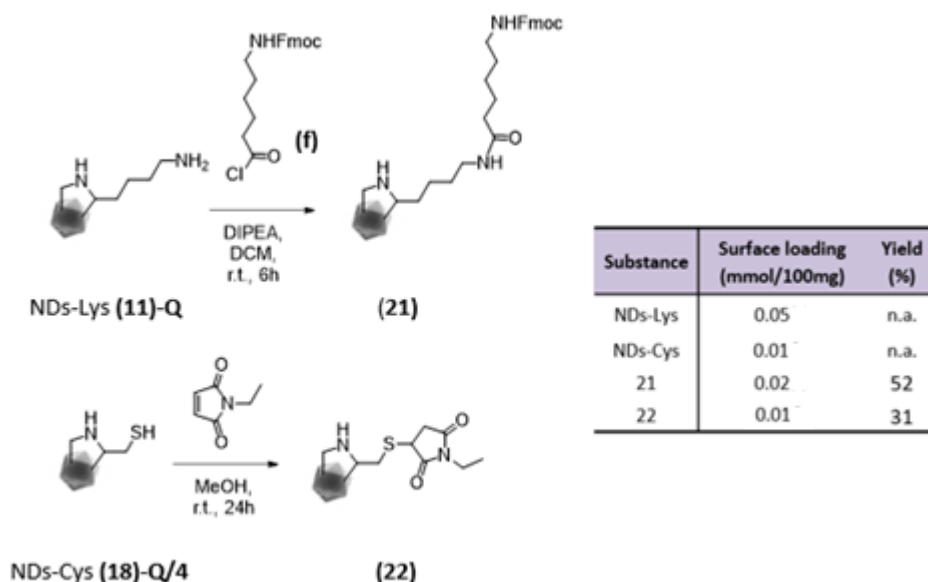 NHFmoc
(f)
O
Cl
H
N
NH₂
DIPEA,
DCM,
r.t., 6h
NHFmoc
O
NH
H
N
NDs-Lys (11)-Q
(21)
O
N
O
H
N
SH
MeOH,
r.t., 24h
H
N
S
O
N
O
NDs-Cys (18)-Q/4
(22)
Substance Surface loading (mmol/100mg) Yield (%)
NDs-Lys 0.05 n.a.
NDs-Cys 0.01 n.a.
21 0.02 52
22 0.01 31